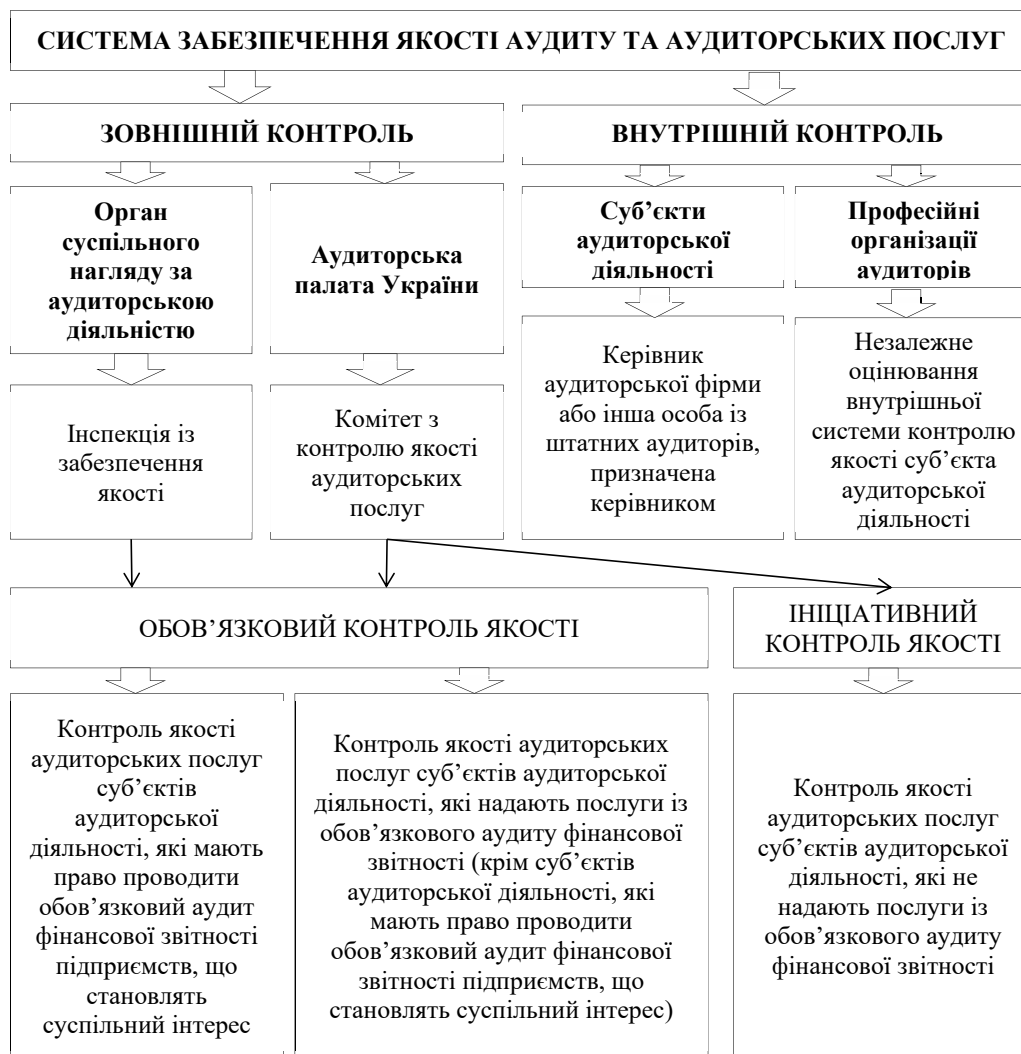 СИСТЕМА ЗАБЕЗПЕЧЕННЯ ЯКОСТІ АУДИТУ ТА АУДИТОРСЬКИХ ПОСЛУГ
ЗОВНІШНІЙ КОНТРОЛЬ
ВНУТРІШНІЙ КОНТРОЛЬ
Орган
суспільного
нагляду за
аудиторською
діяльністю
Аудиторська
палата України
Суб’єкти
аудиторської
діяльності
Професійні
організації
аудиторів
Інспекція із
забезпечення
якості
Комітет з
контролю якості
аудиторських
послуг
Керівник
аудиторської фірми
або інша особа із
штатних аудиторів,
призначена
керівником
Незалежне
оцінювання
внутрішньої
системи контролю
якості суб’єкта
аудиторської
діяльності
ОБОВ’ЯЗКОВИЙ КОНТРОЛЬ ЯКОСТІ
ІНІЦІАТИВНИЙ
КОНТРОЛЬ ЯКОСТІ
Контроль якості
аудиторських послуг
суб’єктів
аудиторської
діяльності, які мають
право проводити
обов’язковий аудит
фінансової звітності
підприємств, що
становлять
суспільний інтерес
Контроль якості аудиторських
послуг суб’єктів аудиторської
діяльності, які надають послуги із
обов’язкового аудиту фінансової
звітності (крім суб’єктів
аудиторської діяльності, які
мають право проводити
обов’язковий аудит фінансової
звітності підприємств, що
становлять суспільний інтерес)
Контроль якості
аудиторських послуг
суб’єктів аудиторської
діяльності, які не
надають послуги із
обов’язкового аудиту
фінансової звітності